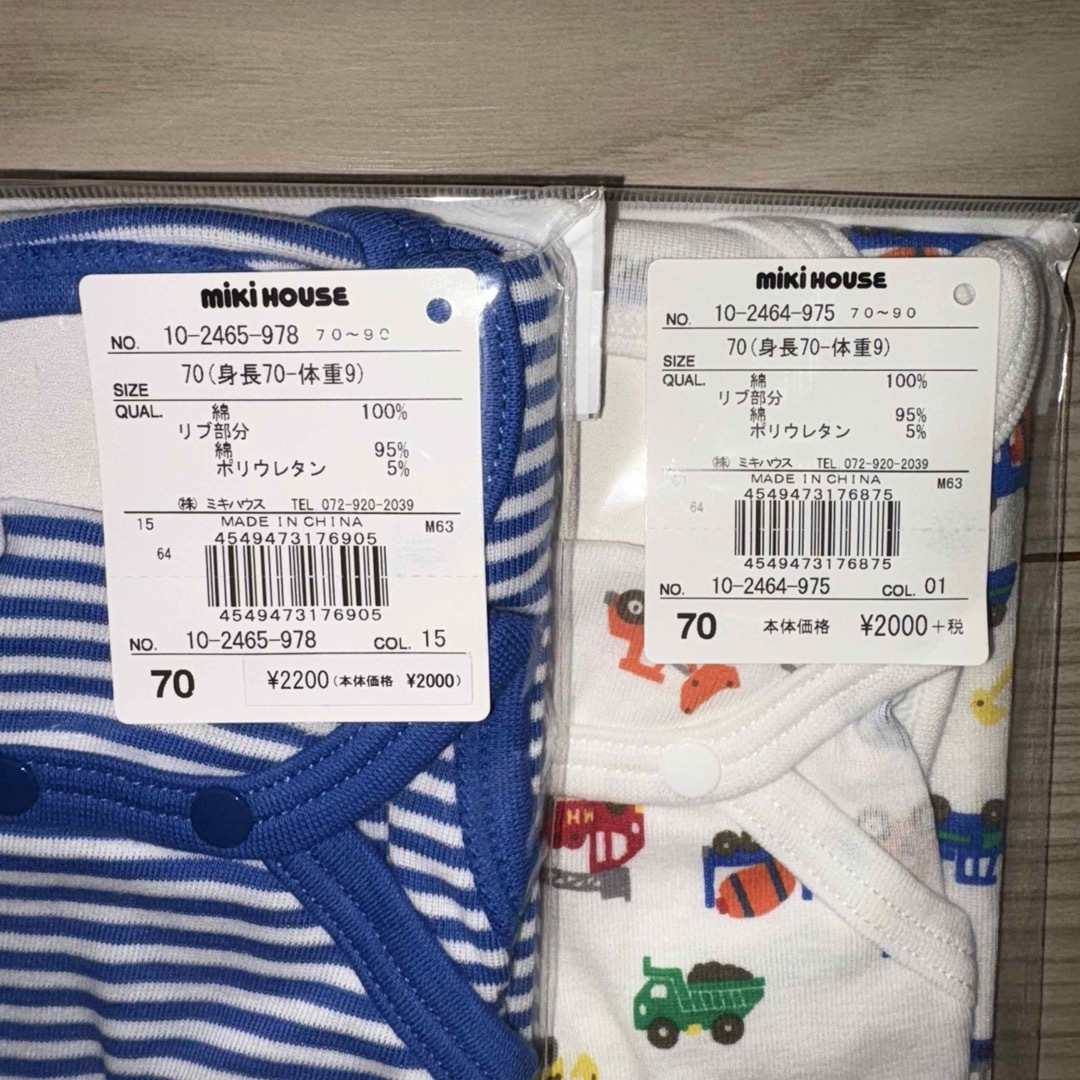 miki HOUSE
NO. 10-2465-978 70~90
SIZE 70(身長70-体重9)
QUAL. 綿 100%
リブ部分
綿 95%
ポリウレタン 5%
㈱ ミキハウス TEL 072-920-2039
15 MADE IN CHINA M63
4549473176905
64
4549473176905
NO. 10-2465-978 COL. 15
70 ¥2200(本体価格 ¥2000)
miki HOUSE
NO. 10-2464-975 70~90
SIZE 70(身長70-体重9)
QUAL. 綿 100%
リブ部分
綿 95%
ポリウレタン 5%
㈱ ミキハウス TEL 072-920-2039
MADE IN CHINA M63
4549473176875
64
4549473176875
NO. 10-2464-975 COL. 01
70 本体価格 ¥2000+税
MH